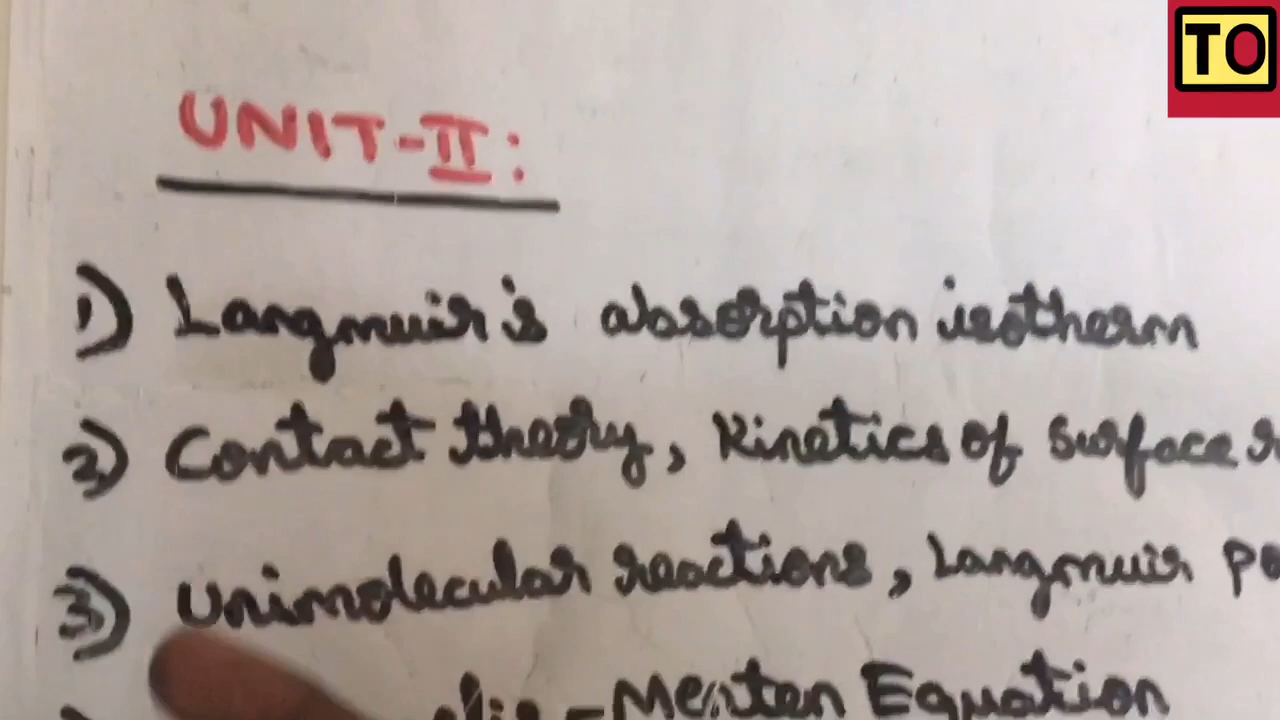 TO
UNIT-II:
1) Langmuir's absorption isotherm
2) Contact theory, Kinetics of Surface
3) Unimolecular reactions, Langmuir
-Menten Equation